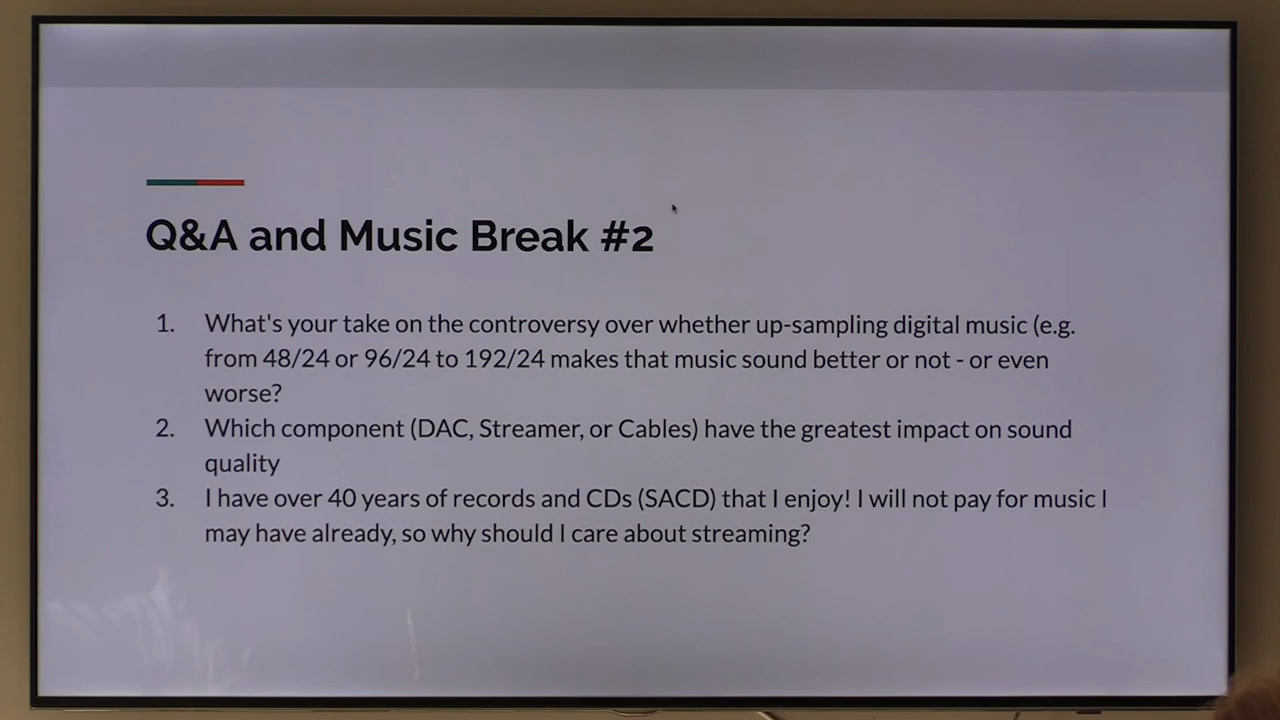 Q&A and Music Break #2
1. What's your take on the controversy over whether up-sampling digital music (e.g.
from 48/24 or 96/24 to 192/24 makes that music sound better or not - or even
worse?
2. Which component (DAC, Streamer, or Cables) have the greatest impact on sound
quality
3. I have over 40 years of records and CDs (SACD) that I enjoy! I will not pay for music I
may have already, so why should I care about streaming?